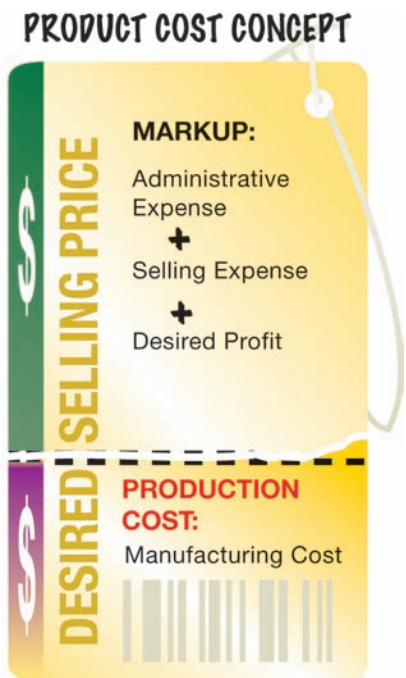 PRODUCT COST CONCEPT
DESIRED SELLING PRICE
$
MARKUP:
Administrative
Expense
+
Selling Expense
+
Desired Profit
$
PRODUCTION
COST:
Manufacturing Cost